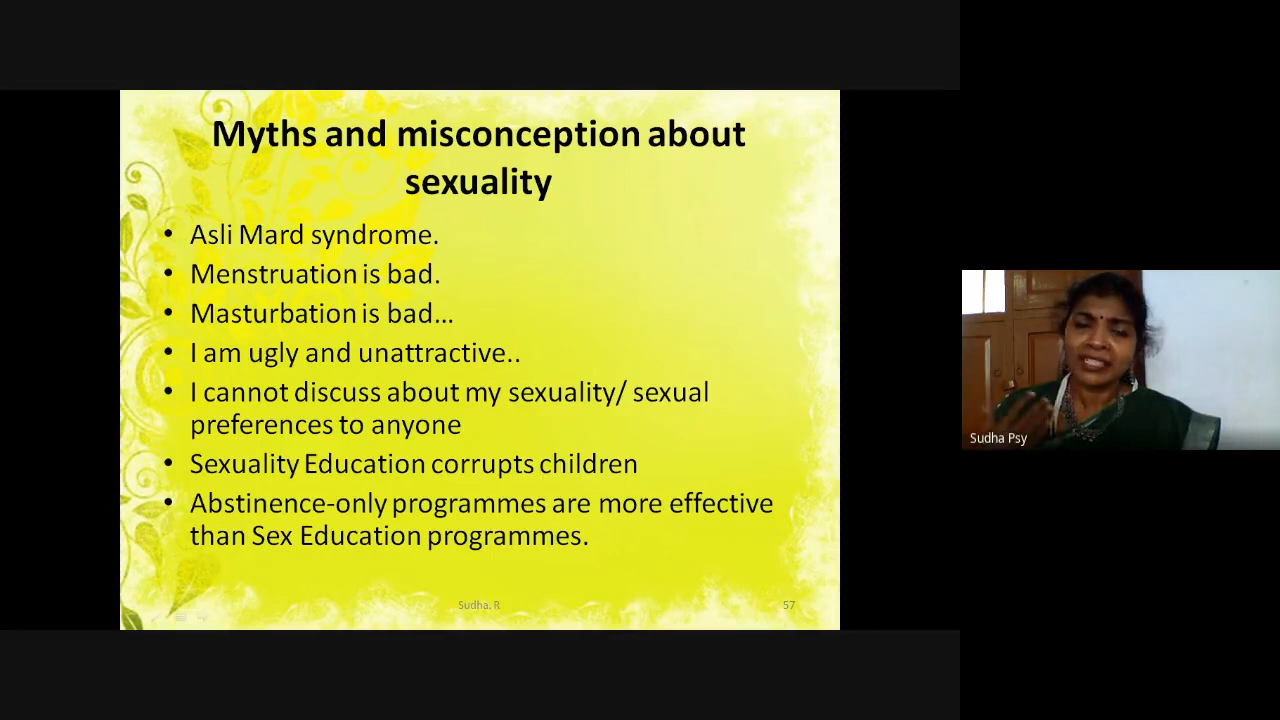 Myths and misconception about
sexuality
• Asli Mard syndrome.
• Menstruation is bad.
• Masturbation is bad…
• I am ugly and unattractive..
• I cannot discuss about my sexuality/ sexual
preferences to anyone
• Sexuality Education corrupts children
• Abstinence-only programmes are more effective
than Sex Education programmes.
Sudha. R
57
Sudha Psy